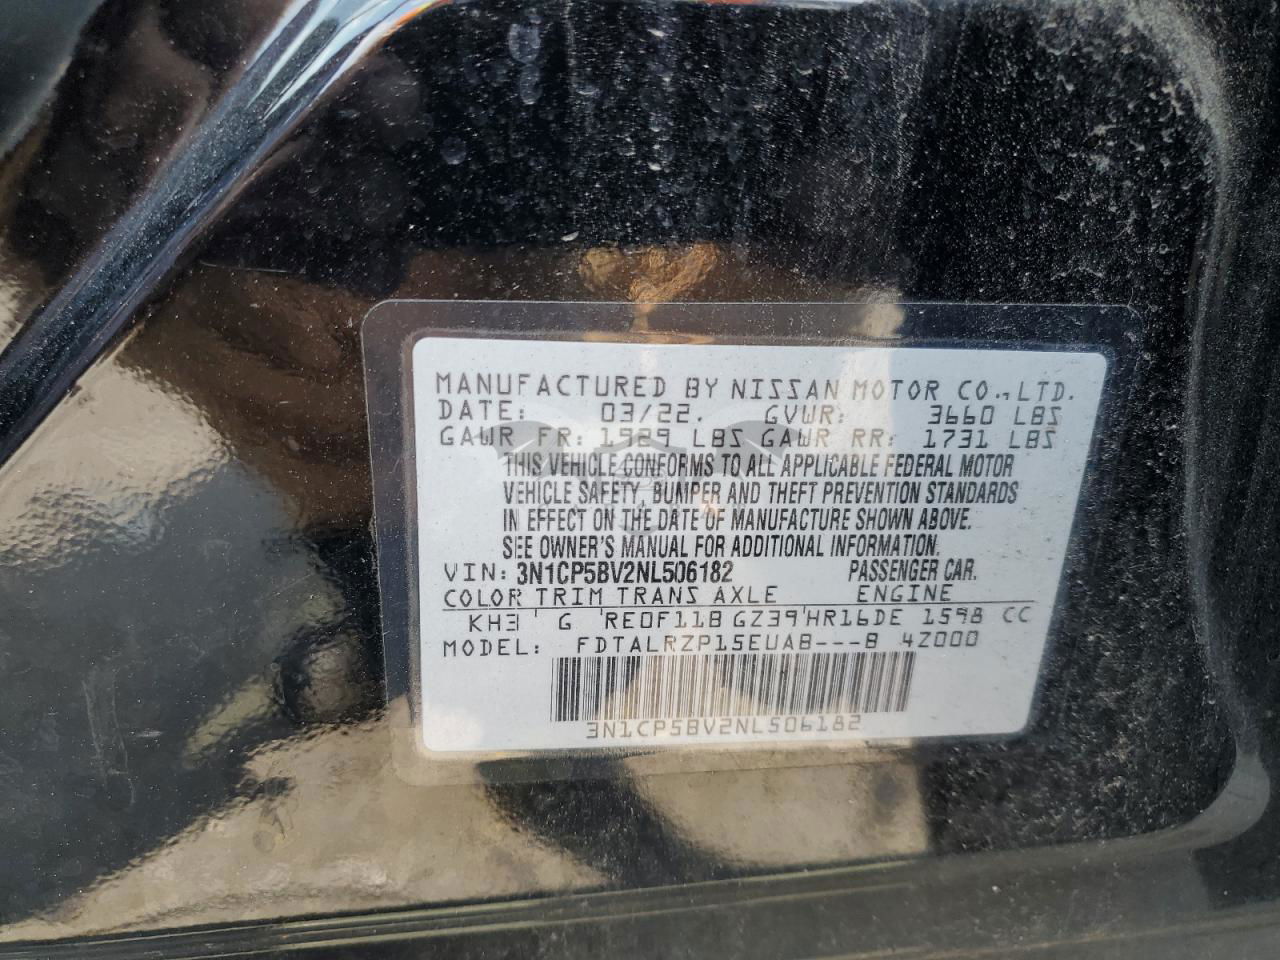 MANUFACTURED BY NISSAN MOTOR CO., LTD.
DATE: 03/22. GVWR: 3660 LBS
GAWR FR: 1929 LBS GAWR RR: 1731 LBS
THIS VEHICLE CONFORMS TO ALL APPLICABLE FEDERAL MOTOR
VEHICLE SAFETY, BUMPER AND THEFT PREVENTION STANDARDS
IN EFFECT ON THE DATE OF MANUFACTURE SHOWN ABOVE.
SEE OWNER'S MANUAL FOR ADDITIONAL INFORMATION.
VIN: 3N1CP5BV2NL506182 PASSENGER CAR.
COLOR TRIM TRANS AXLE ENGINE
KH3 G RE0F11B GZ39 HR16DE 1598 CC
MODEL: FDTALRZP15EUAB---B 4Z000
3N1CP5BV2NL506182